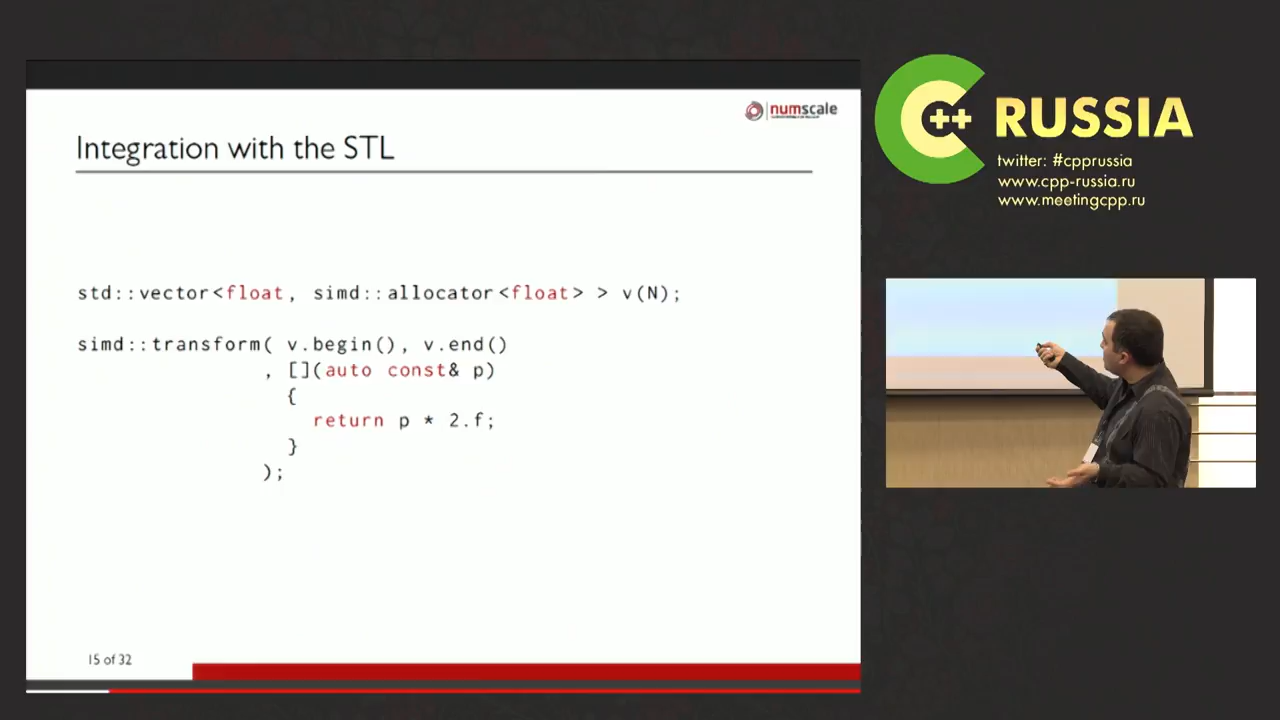 numscale
Integration with the STL
std::vector<float, simd::allocator<float> > v(N);
simd::transform( v.begin(), v.end()
, [](auto const& p)
{
return p * 2.f;
}
);
15 of 32
C++ RUSSIA
twitter: #cpprussia
www.cpp-russia.ru
www.meetingcpp.ru